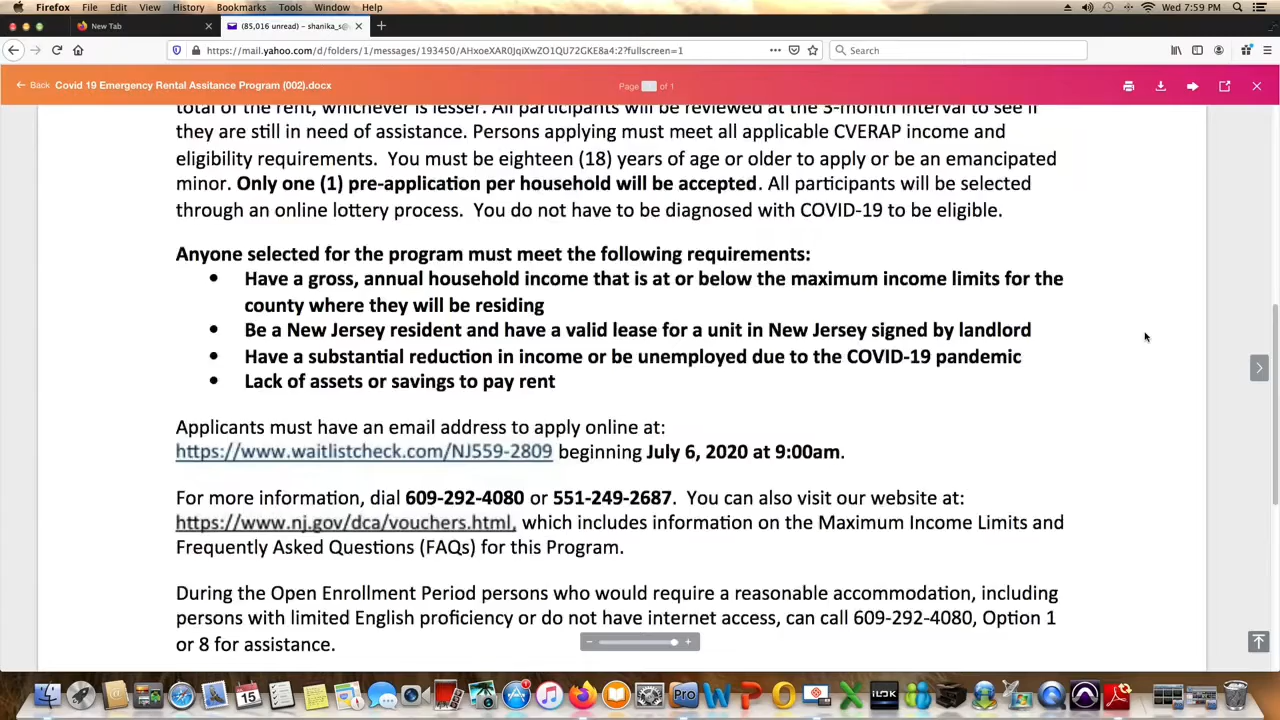 Firefox File Edit View History Bookmarks Tools Window Help Wed 7:59 PM
New Tab
(85,016 unread) – shanika_s@
https://mail.yahoo.com/d/folders/1/messages/193450/AHxoeXAR0JqiXwZO1QU72GKE8a4:2?fullscreen=1
Search
Back Covid 19 Emergency Rental Assitance Program (002).docx
Page of 1
total of the rent, whichever is lesser. All participants will be reviewed at the 3-month interval to see if
they are still in need of assistance. Persons applying must meet all applicable CVERAP income and
eligibility requirements. You must be eighteen (18) years of age or older to apply or be an emancipated
minor. Only one (1) pre-application per household will be accepted. All participants will be selected
through an online lottery process. You do not have to be diagnosed with COVID-19 to be eligible.
Anyone selected for the program must meet the following requirements:
• Have a gross, annual household income that is at or below the maximum income limits for the
county where they will be residing
• Be a New Jersey resident and have a valid lease for a unit in New Jersey signed by landlord
• Have a substantial reduction in income or be unemployed due to the COVID-19 pandemic
• Lack of assets or savings to pay rent
Applicants must have an email address to apply online at:
https://www.waitlistcheck.com/NJ559-2809 beginning July 6, 2020 at 9:00am.
For more information, dial 609-292-4080 or 551-249-2687. You can also visit our website at:
https://www.nj.gov/dca/vouchers.html, which includes information on the Maximum Income Limits and
Frequently Asked Questions (FAQs) for this Program.
During the Open Enrollment Period persons who would require a reasonable accommodation, including
persons with limited English proficiency or do not have internet access, can call 609-292-4080, Option 1
or 8 for assistance.
15
Pro
iLOK